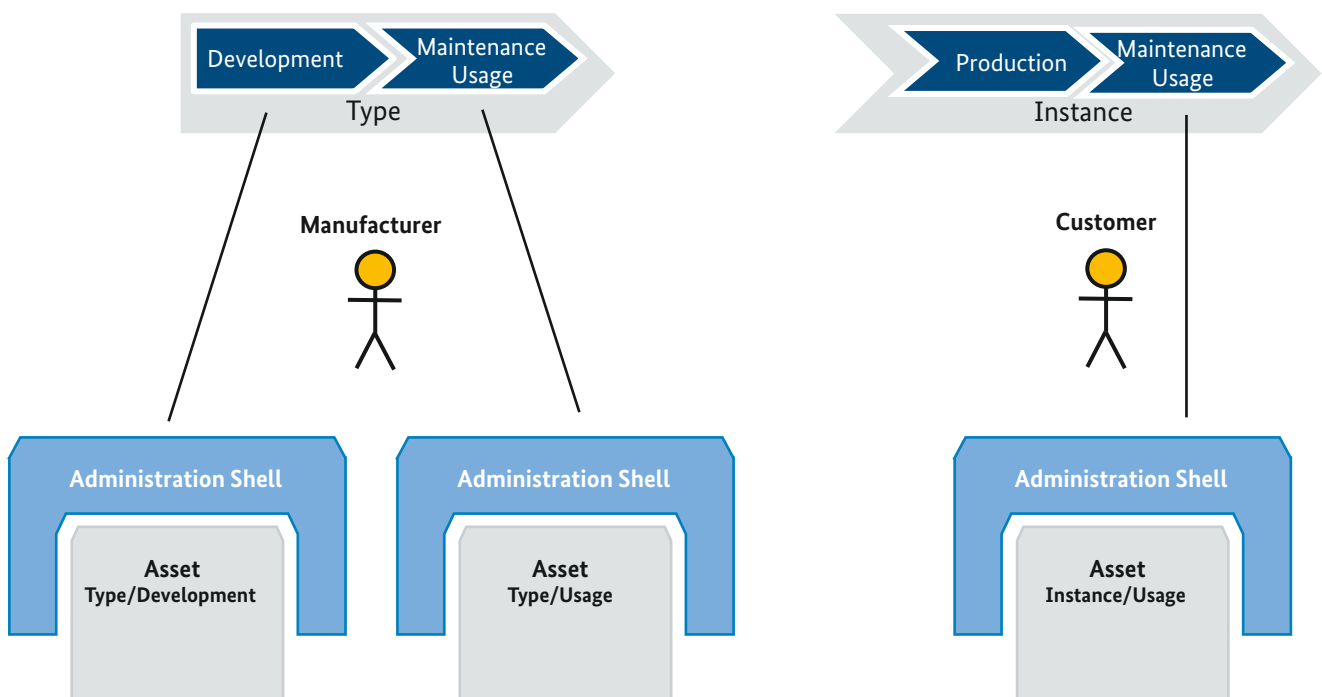 Development
Maintenance
Usage
Type
Production
Maintenance
Usage
Instance
Manufacturer
Customer
Administration Shell
Asset
Type/Development
Administration Shell
Asset
Type/Usage
Administration Shell
Asset
Instance/Usage